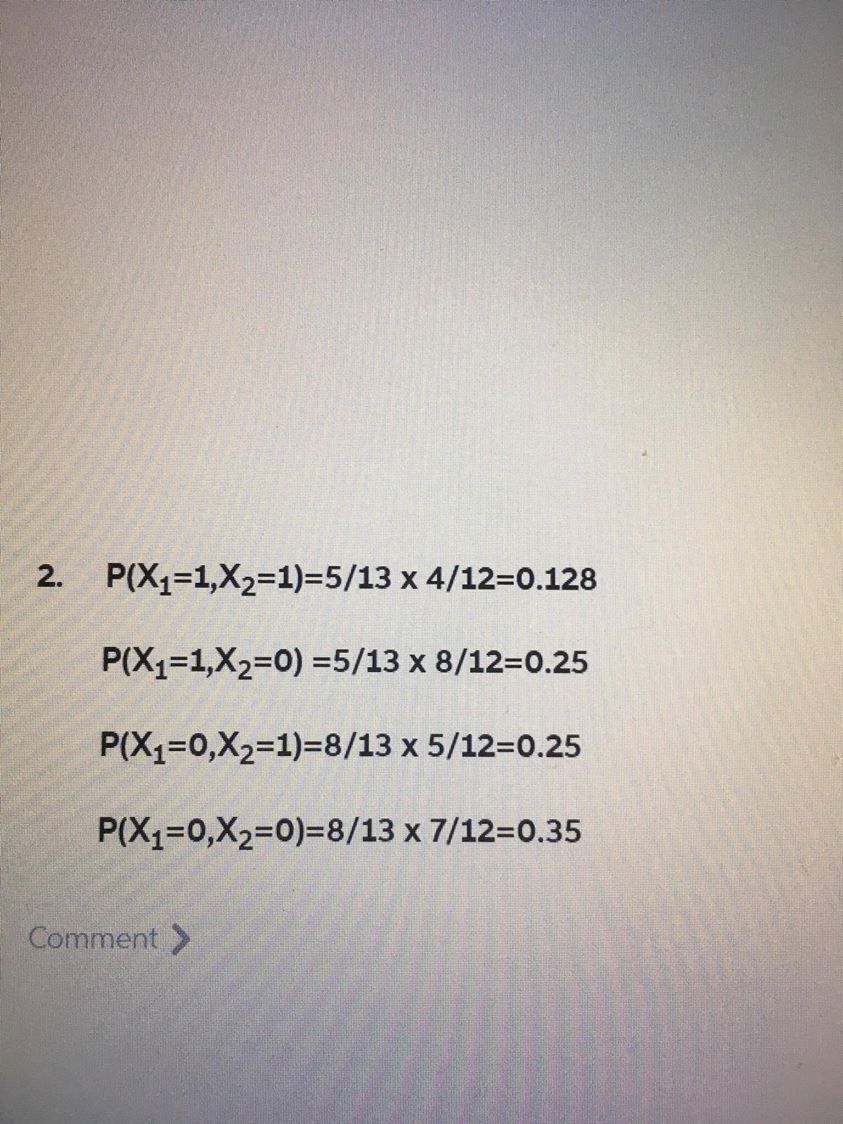 2. P(X₁=1,X₂=1)=5/13 x 4/12=0.128
P(X₁=1,X₂=0) =5/13 x 8/12=0.25
P(X₁=0,X₂=1)=8/13 x 5/12=0.25
P(X₁=0,X₂=0)=8/13 x 7/12=0.35
Comment ❯